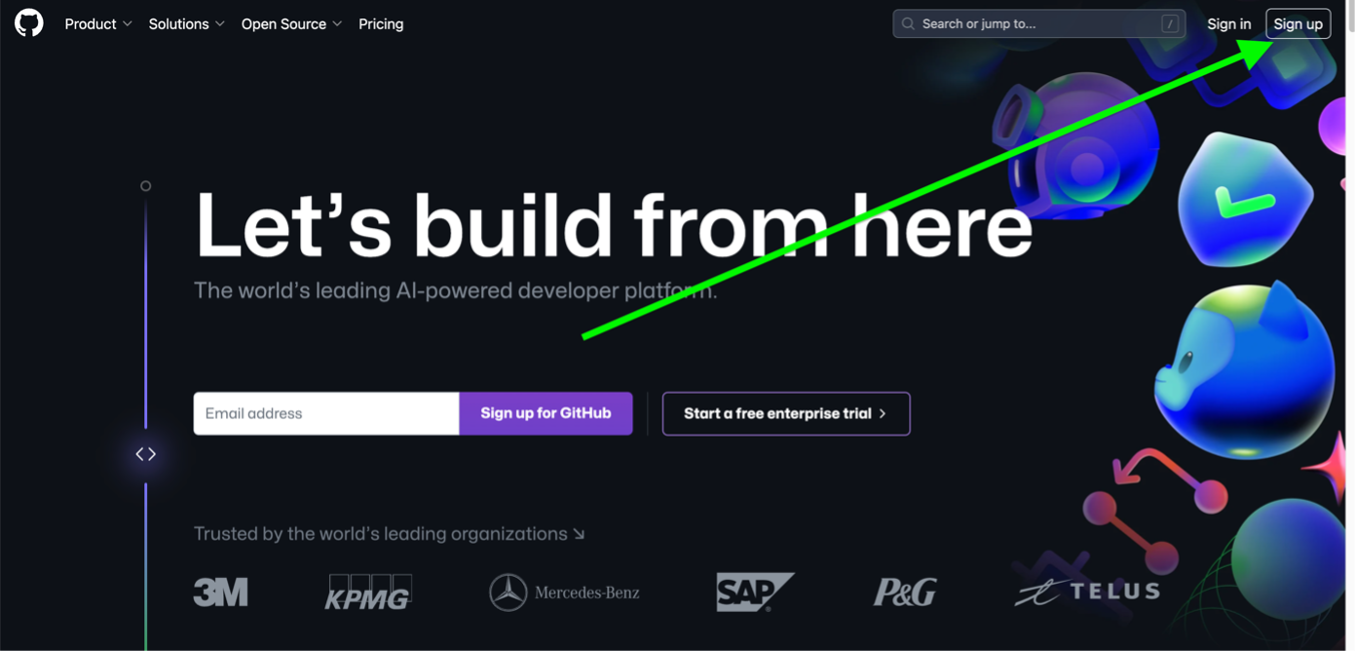 Product Solutions Open Source Pricing Search or jump to... / Sign in Sign up
Let’s build from here
The world’s leading AI-powered developer platform.
Email address Sign up for GitHub Start a free enterprise trial
Trusted by the world’s leading organizations
3M KPMG Mercedes-Benz SAP® P&G TELUS